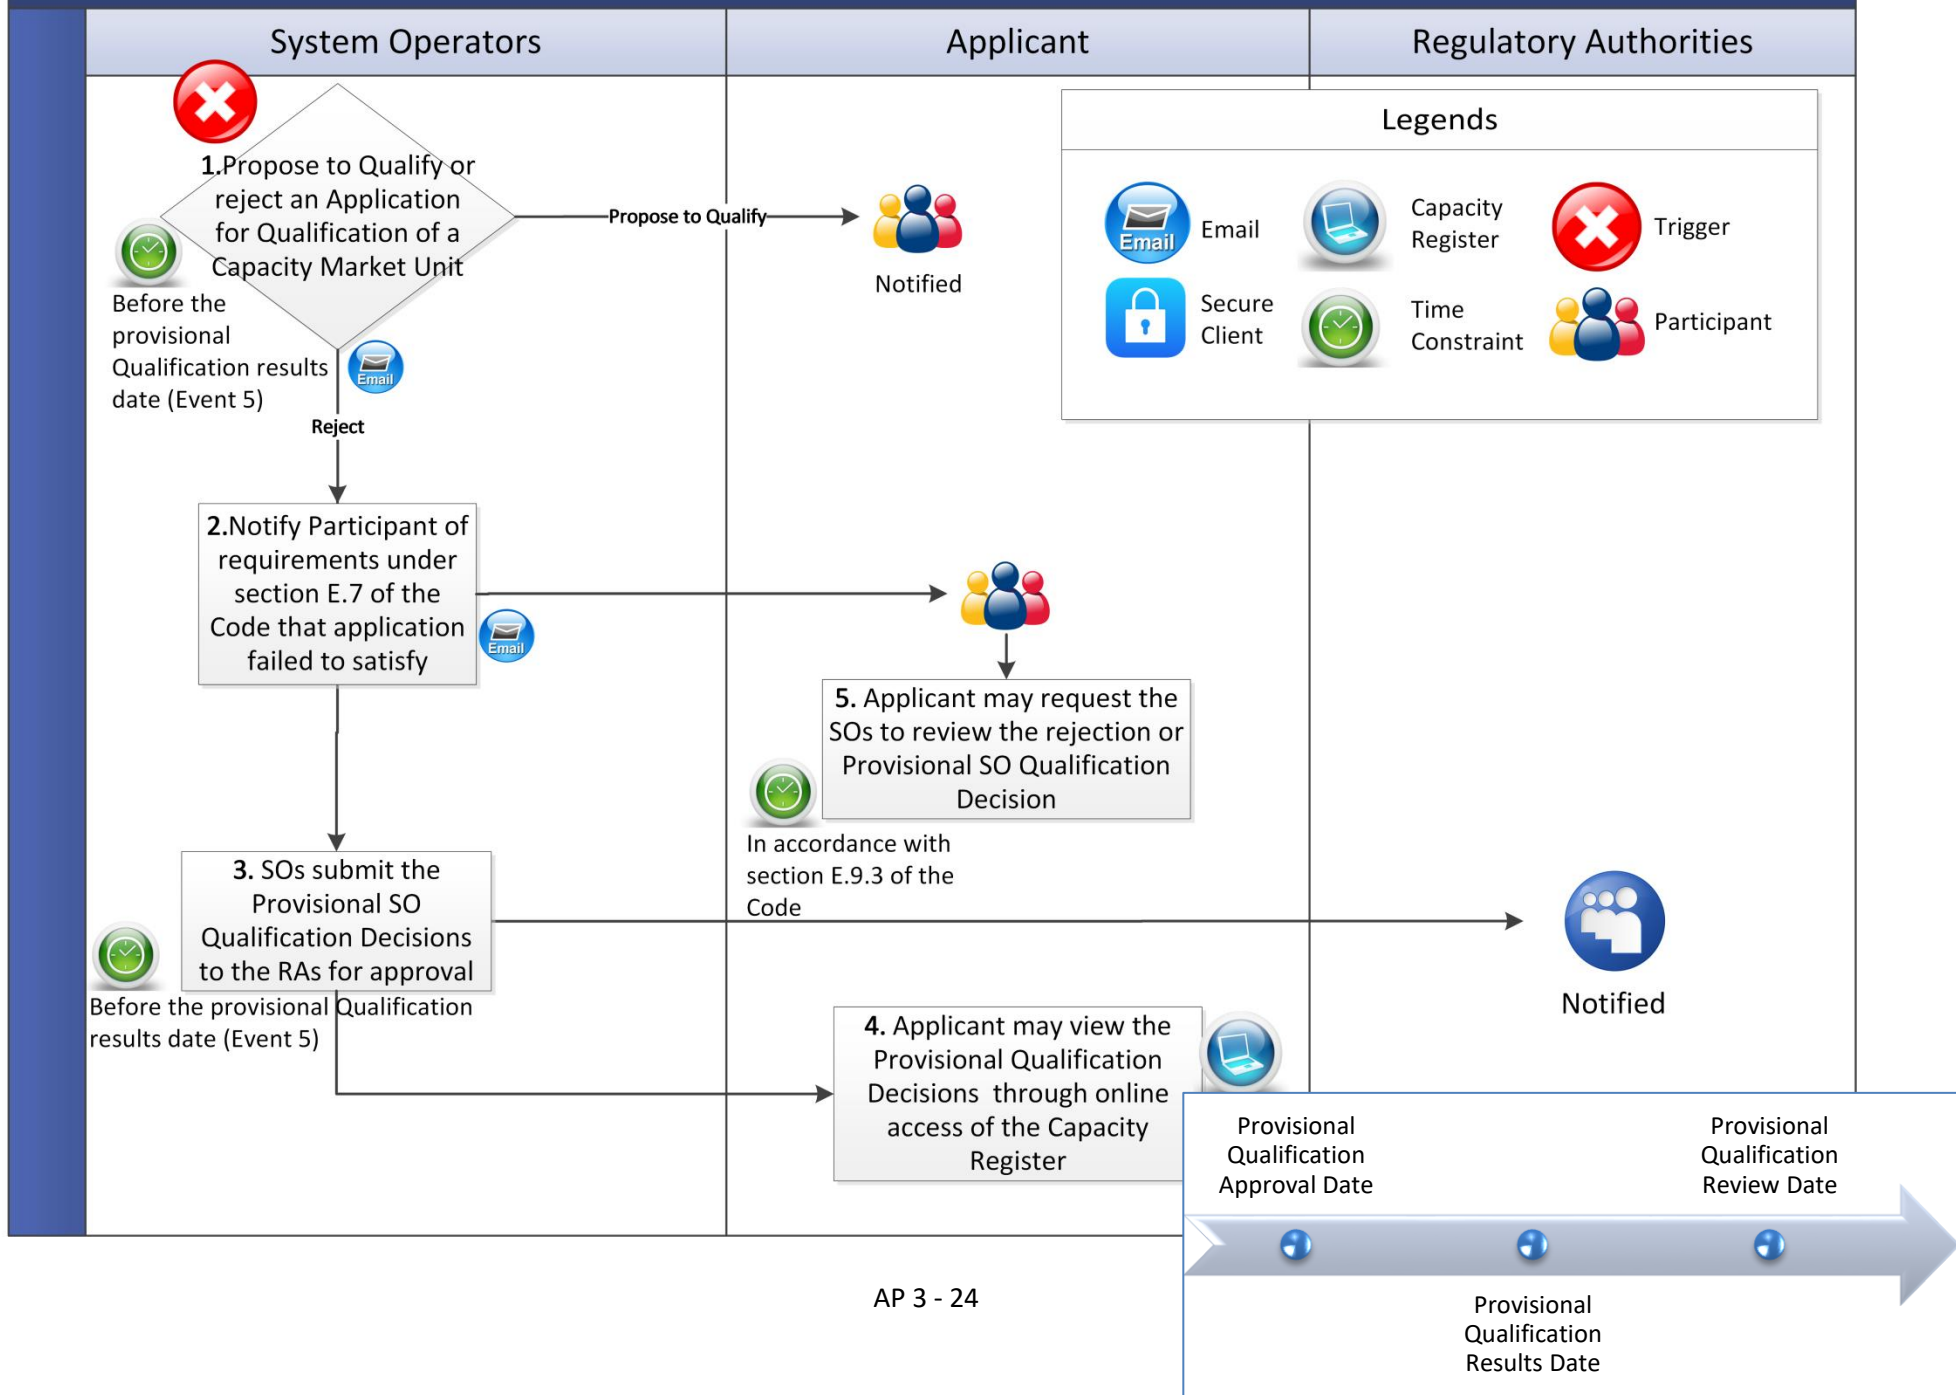 System Operators
Applicant
Regulatory Authorities
1.Propose to Qualify or
reject an Application
for Qualification of a
Capacity Market Unit
Before the
provisional
Qualification results
date (Event 5)
Email
Reject
Propose to Qualify
Notified
Legends
Email
Email
Capacity
Register
Trigger
Secure
Client
Time
Constraint
Participant
2.Notify Participant of
requirements under
section E.7 of the
Code that application
failed to satisfy
Email
5. Applicant may request the
SOs to review the rejection or
Provisional SO Qualification
Decision
In accordance with
section E.9.3 of the
Code
3. SOs submit the
Provisional SO
Qualification Decisions
to the RAs for approval
Before the provisional Qualification
results date (Event 5)
Notified
4. Applicant may view the
Provisional Qualification
Decisions through online
access of the Capacity
Register
Provisional
Qualification
Approval Date
Provisional
Qualification
Review Date
Provisional
Qualification
Results Date
AP 3 - 24